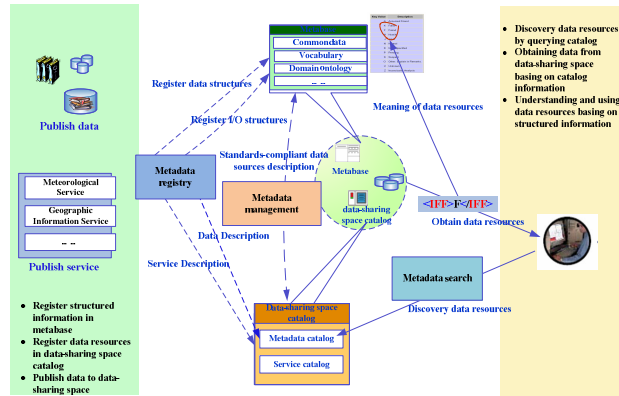 Publish data
Meteorological
Service
Geographic
Information Service
... ...
Publish service
● Register structured
information in
metabase
● Register data resources
in data-sharing space
catalog
● Publish data to data-
sharing space
Register data structures
Register I/O structures
Metadata
registry
Standards-compliant data
sources description
Metadata
management
Data Description
Service Description
Commondata
Vocabulary
Domain ontology
... ...
Metabase
data-sharing
space catalog
Data-sharing space
catalog
Metadata catalog
Service catalog
Meaning of data resources
<IFF>F</IFF>
Obtain data resources
Metadata search
Discovery data resources
● Discovery data resources
by querying catalog
● Obtaining data from
data-sharing space
basing on catalog
information
● Understanding and using
data resources basing on
structured information